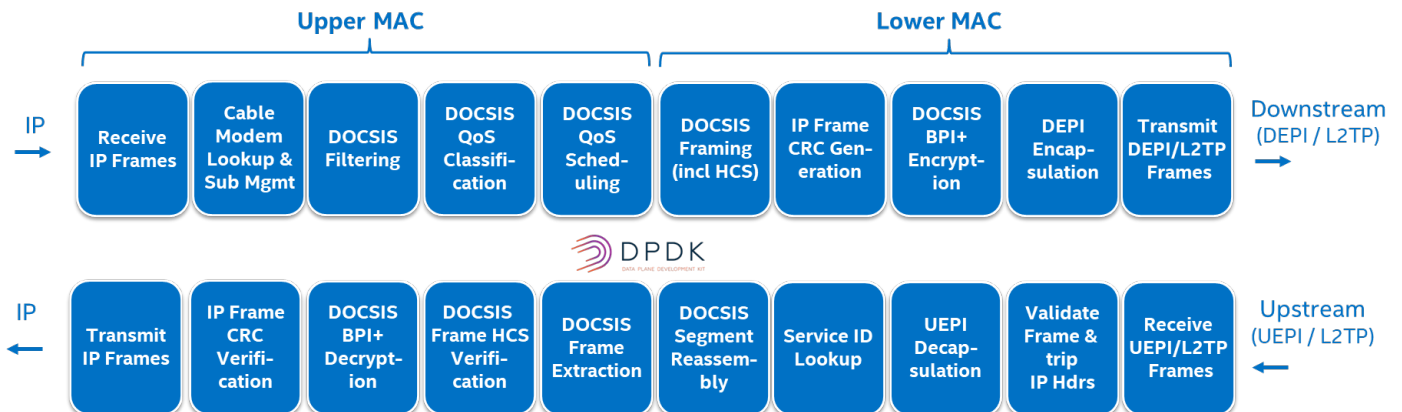 Upper MAC
Lower MAC
IP
Receive
IP Frames
Cable
Modem
Lookup &
Sub Mgmt
DOCSIS
Filtering
DOCSIS
QoS
Classifi-
cation
DOCSIS
QoS
Sched-
uling
DOCSIS
Framing
(incl HCS)
IP Frame
CRC Gen-
eration
DOCSIS
BPI+
Encrypt-
ion
DEPI
Encap-
sulation
Transmit
DEPI/L2TP
Frames
Downstream
(DEPI / L2TP)
DPDK
DATA PLANE DEVELOPMENT KIT
IP
Transmit
IP Frames
IP Frame
CRC
Verifi-
cation
DOCSIS
BPI+
Decrypt-
ion
DOCSIS
Frame HCS
Verifi-
cation
DOCSIS
Frame
Extraction
DOCSIS
Segment
Reassem-
bly
Service ID
Lookup
UEPI
Decap-
sulation
Validate
Frame &
trip
IP Hdrs
Receive
UEPI/L2TP
Frames
Upstream
(UEPI / L2TP)